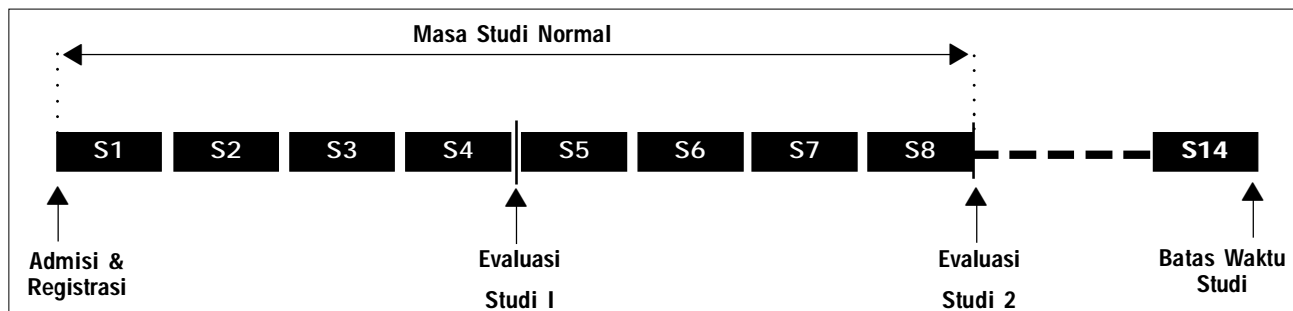 Masa Studi Normal
S1 S2 S3 S4 S5 S6 S7 S8 S14
Admisi &
Registrasi
Evaluasi
Studi I
Evaluasi
Studi 2
Batas Waktu
Studi